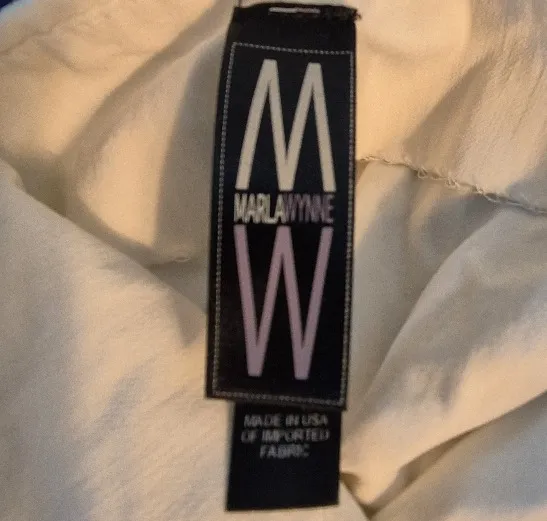 M
MARLAWYNNE
W
MADE IN USA
OF IMPORTED
FABRIC